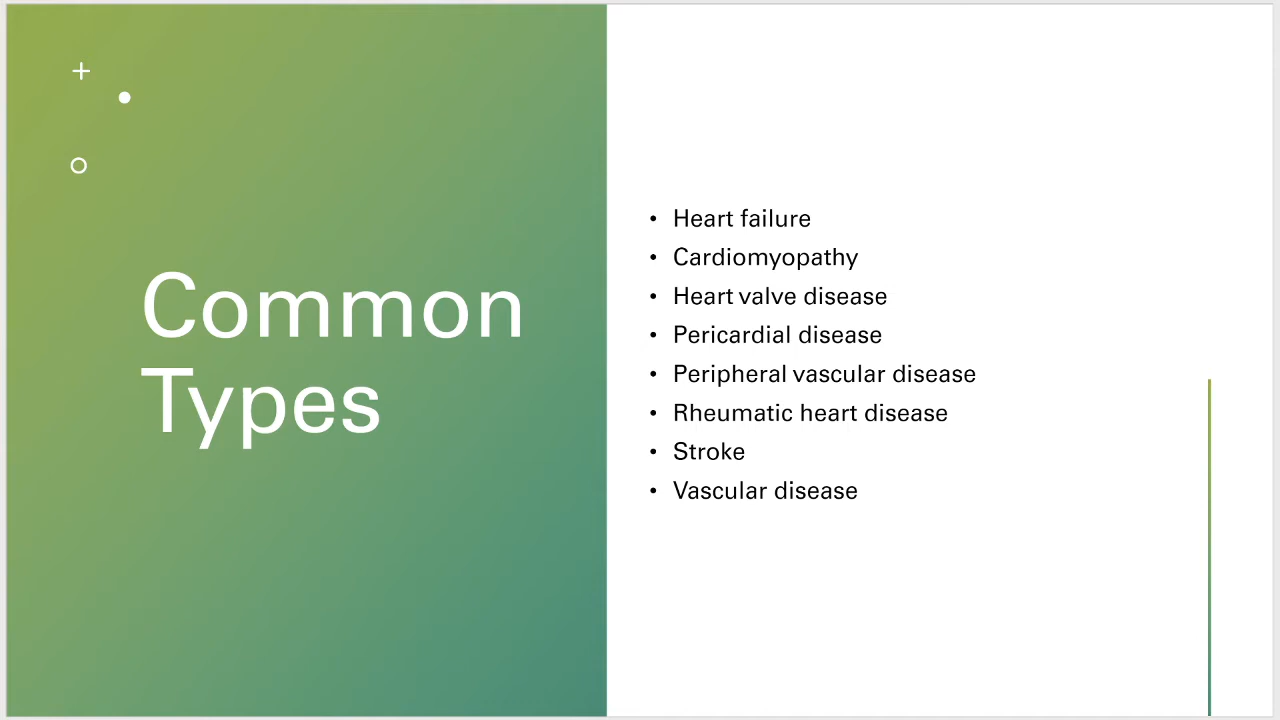 Common
Types
• Heart failure
• Cardiomyopathy
• Heart valve disease
• Pericardial disease
• Peripheral vascular disease
• Rheumatic heart disease
• Stroke
• Vascular disease